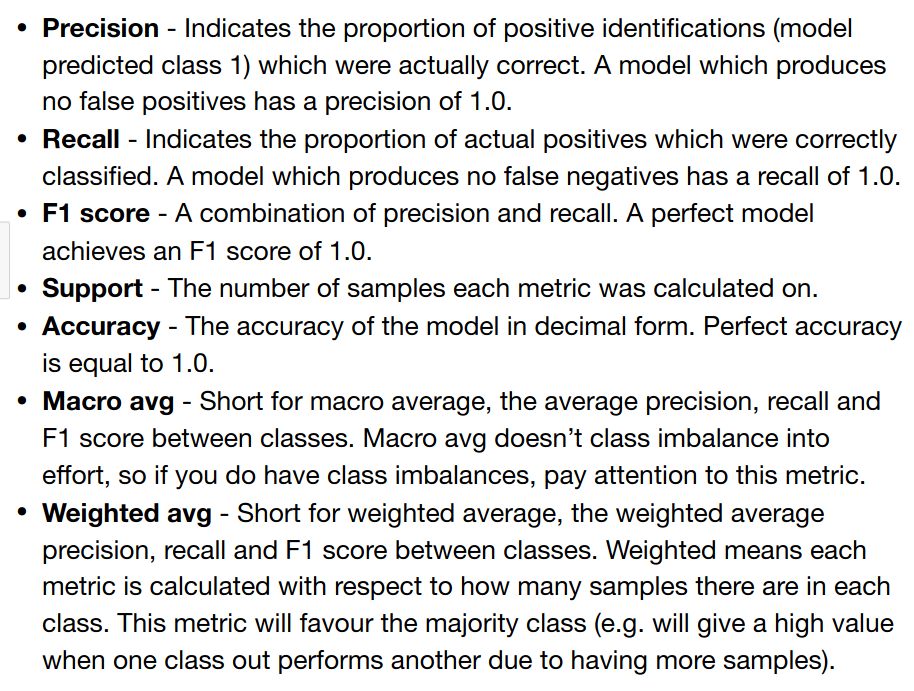 • Precision - Indicates the proportion of positive identifications (model
predicted class 1) which were actually correct. A model which produces
no false positives has a precision of 1.0.
• Recall - Indicates the proportion of actual positives which were correctly
classified. A model which produces no false negatives has a recall of 1.0.
• F1 score - A combination of precision and recall. A perfect model
achieves an F1 score of 1.0.
• Support - The number of samples each metric was calculated on.
• Accuracy - The accuracy of the model in decimal form. Perfect accuracy
is equal to 1.0.
• Macro avg - Short for macro average, the average precision, recall and
F1 score between classes. Macro avg doesn’t class imbalance into
effort, so if you do have class imbalances, pay attention to this metric.
• Weighted avg - Short for weighted average, the weighted average
precision, recall and F1 score between classes. Weighted means each
metric is calculated with respect to how many samples there are in each
class. This metric will favour the majority class (e.g. will give a high value
when one class out performs another due to having more samples).